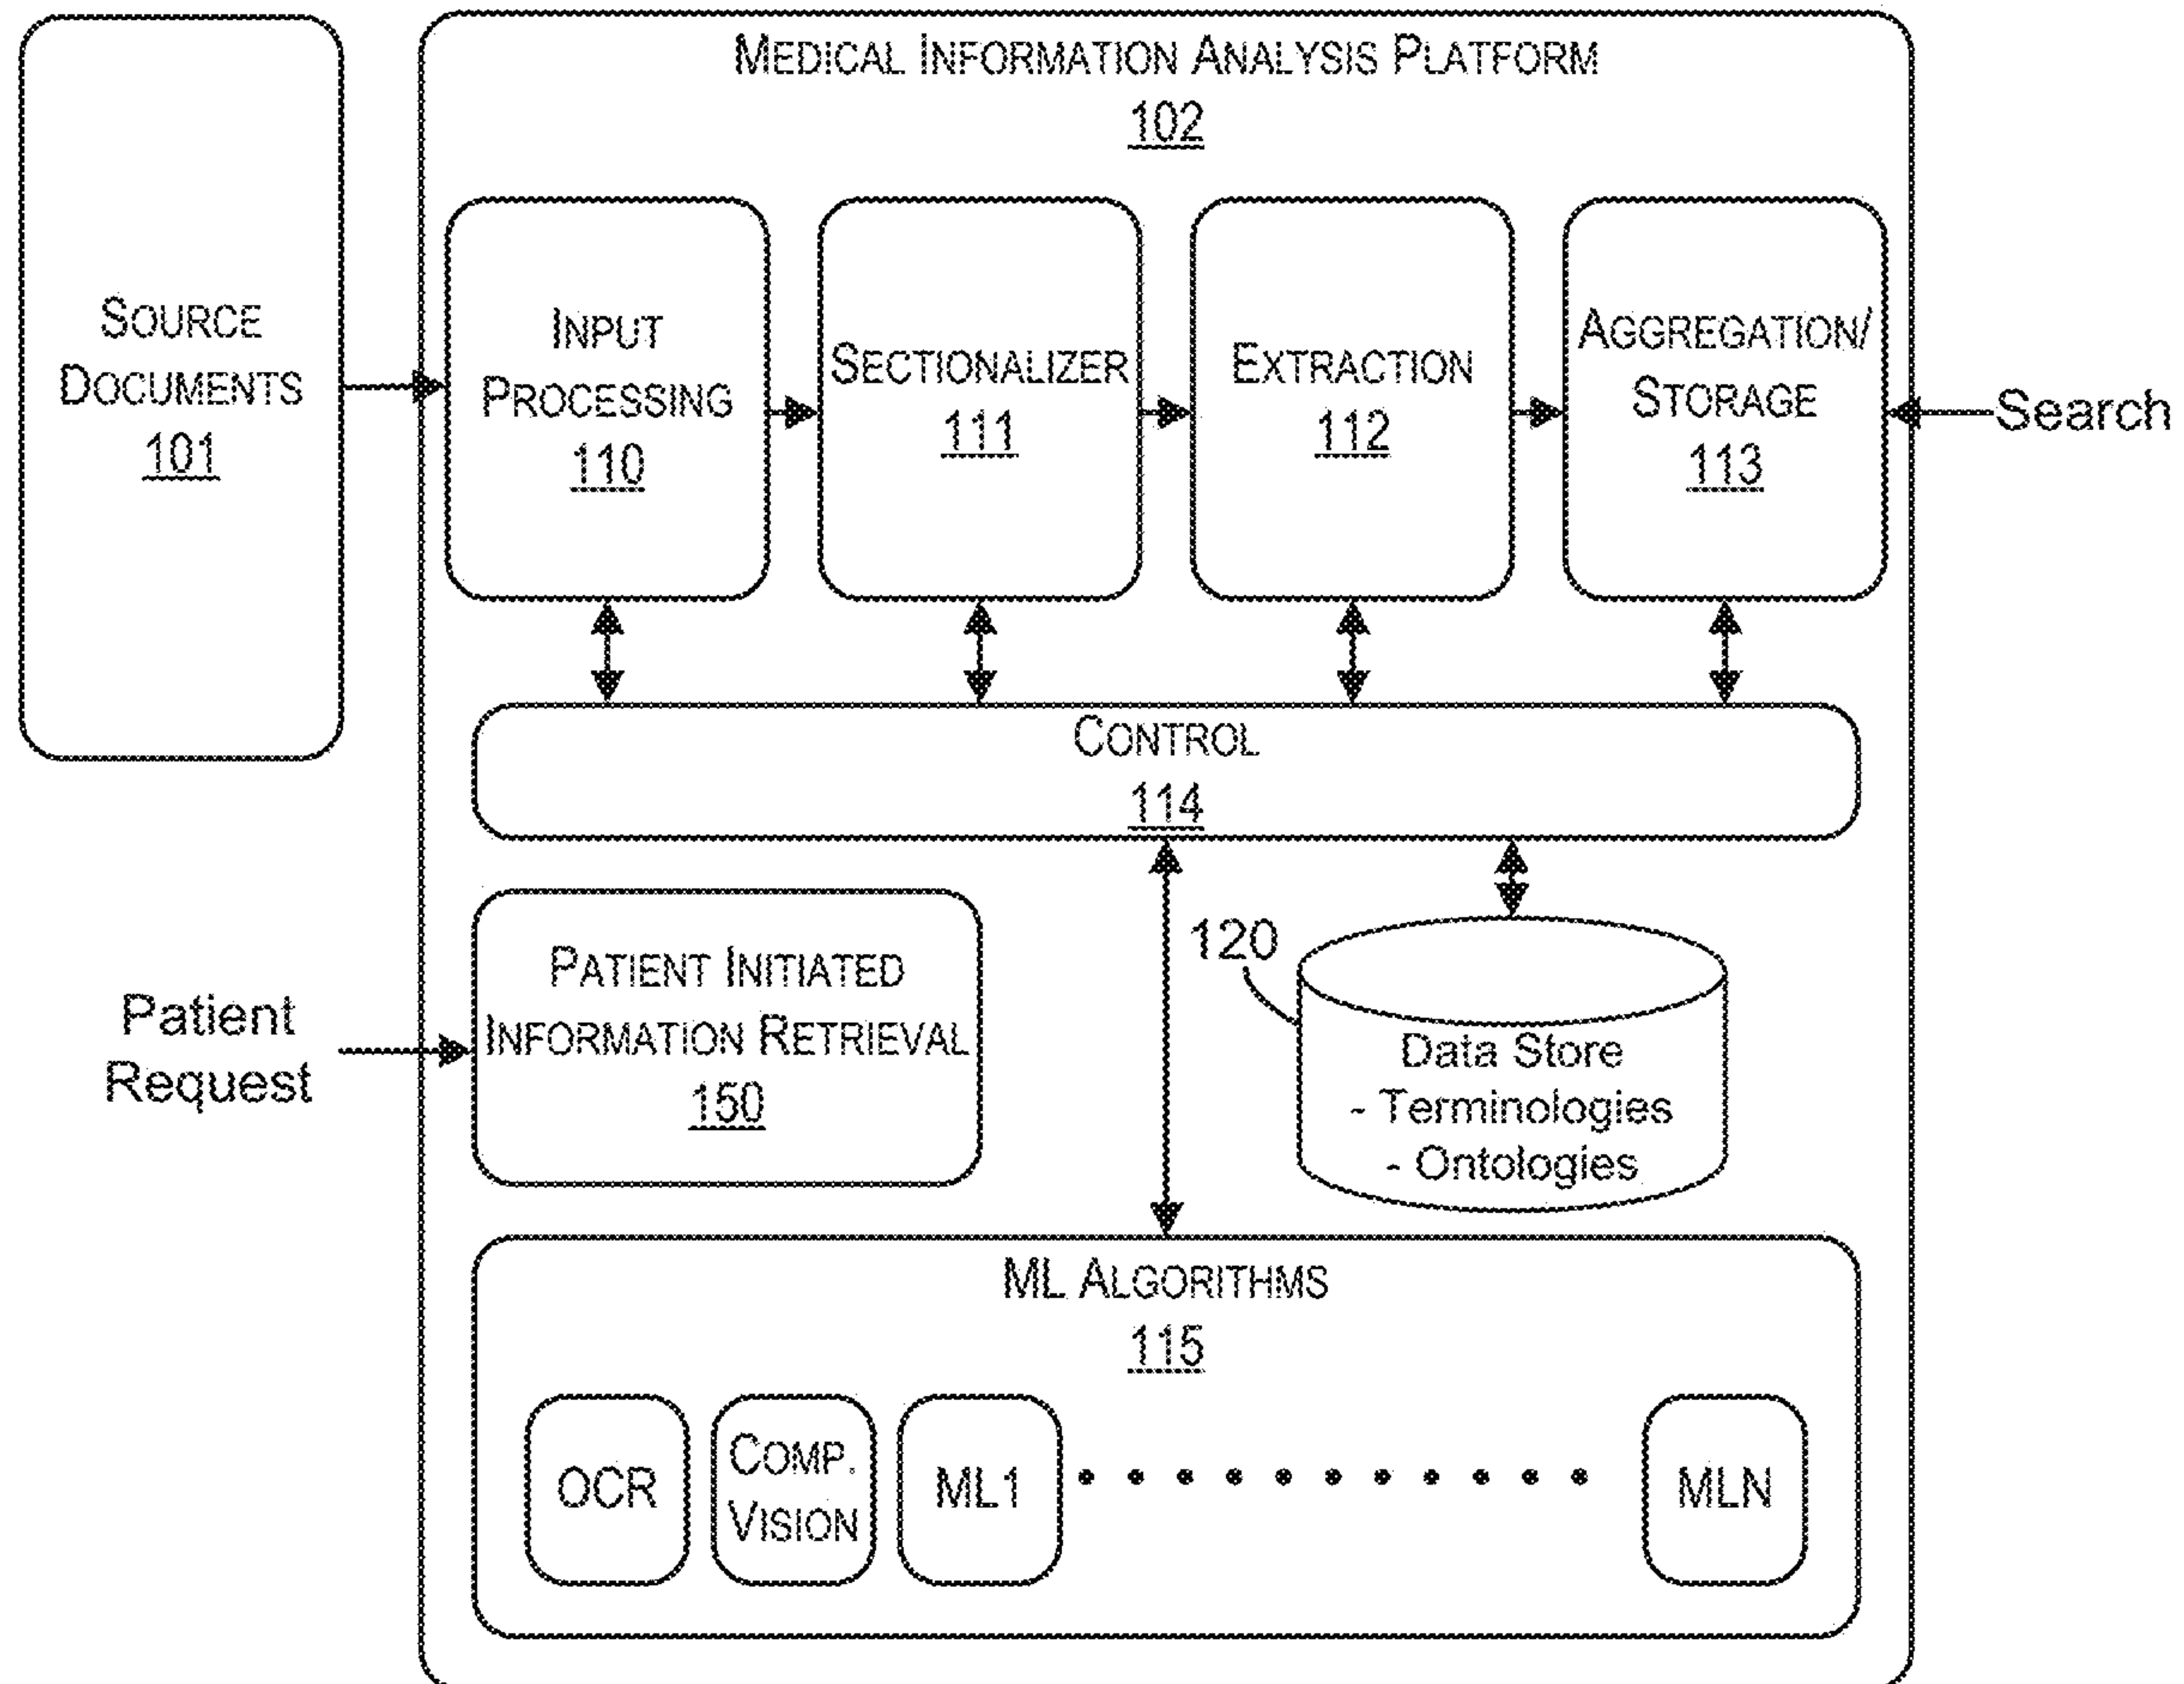 MEDICAL INFORMATION ANALYSIS PLATFORM
102
SOURCE
DOCUMENTS
101
INPUT
PROCESSING
110
SECTIONALIZER
111
EXTRACTION
112
AGGREGATION/
STORAGE
113
Search
CONTROL
114
Patient
Request
PATIENT INITIATED
INFORMATION RETRIEVAL
150
120
Data Store
- Terminologies
- Ontologies
ML ALGORITHMS
115
OCR
COMP.
VISION
ML1
MLN